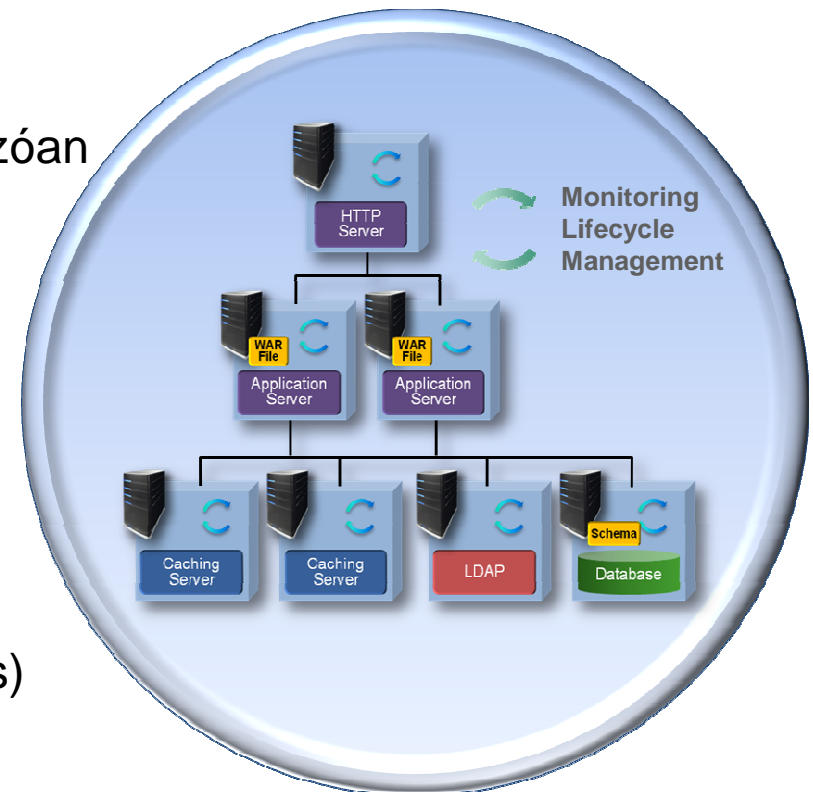 zóan
Monitoring
Lifecycle
Management
HTTP
Server
WAR
File
Application
Server
WAR
File
Application
Server
Caching
Server
Caching
Server
LDAP
Schema
Database
s)